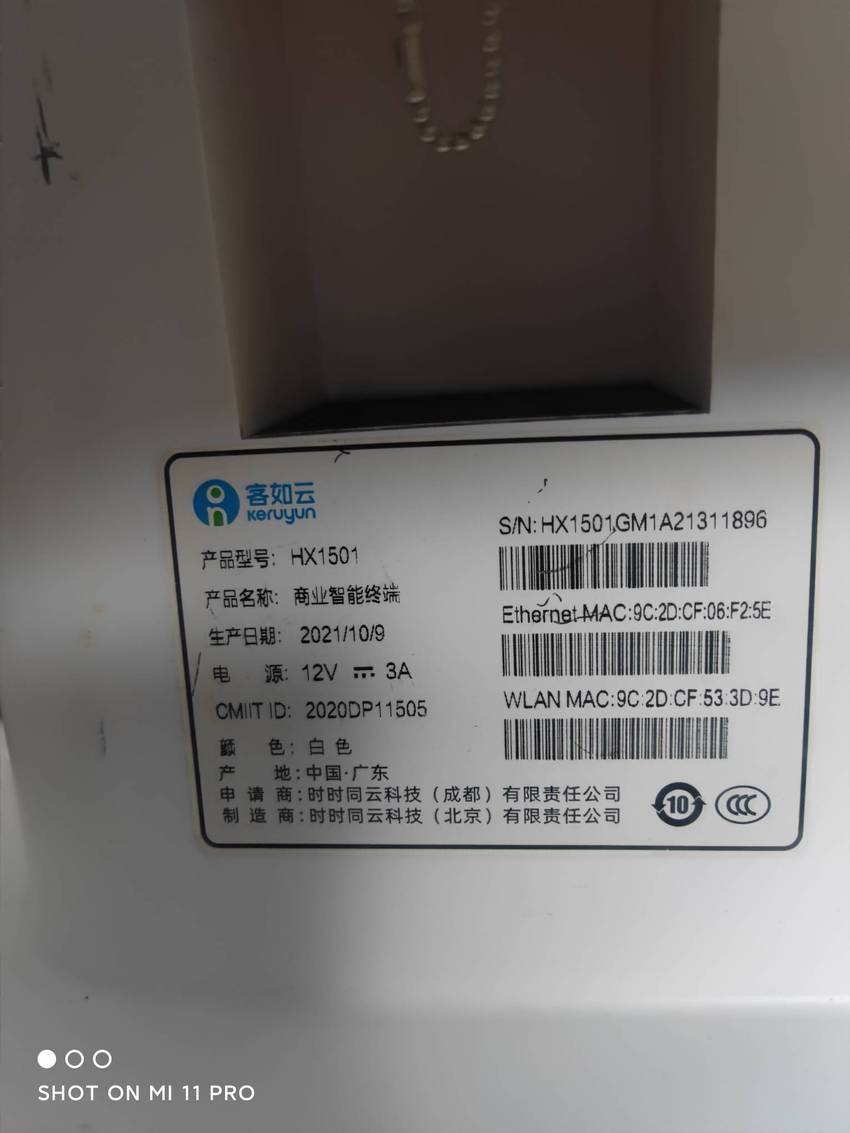 客如云
keruyun
产品型号: HX1501
产品名称: 商业智能终端
生产日期: 2021/10/9
电 源: 12V ⎓ 3A
CMIIT ID: 2020DP11505
颜 色: 白 色
产 地: 中国·广东
申 请 商: 时时同云科技（成都）有限责任公司
制 造 商: 时时同云科技（北京）有限责任公司
S/N: HX1501GM1A21311896
Ethernet MAC:9C:2D:CF:06:F2:5E
WLAN MAC:9C:2D:CF:53:3D:9E
10
CCC
SHOT ON MI 11 PRO